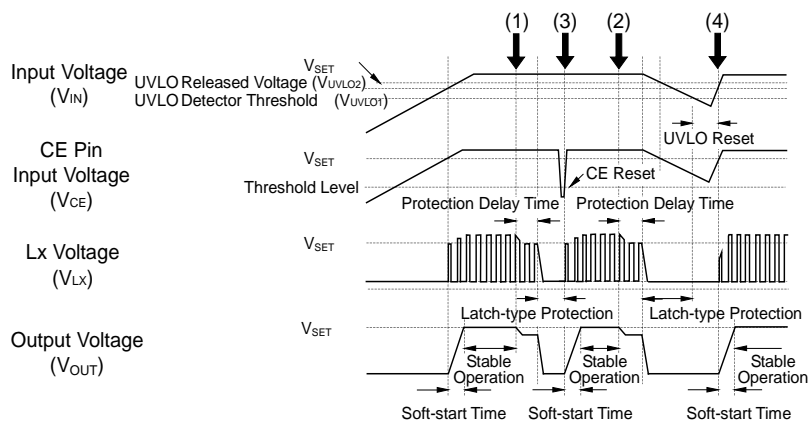 (1) (3) (2) (4)
VSET
Input Voltage
(VIN)
UVLO Released Voltage (VUVLO2)
UVLO Detector Threshold (VUVLO1)
UVLO Reset
CE Pin
Input Voltage
(VCE)
VSET
Threshold Level
CE Reset
Protection Delay Time Protection Delay Time
Lx Voltage
(VLX)
VSET
Latch-type Protection Latch-type Protection
Output Voltage
(VOUT)
VSET
Stable
Operation
Stable
Operation
Stable
Operation
Soft-start Time Soft-start Time Soft-start Time